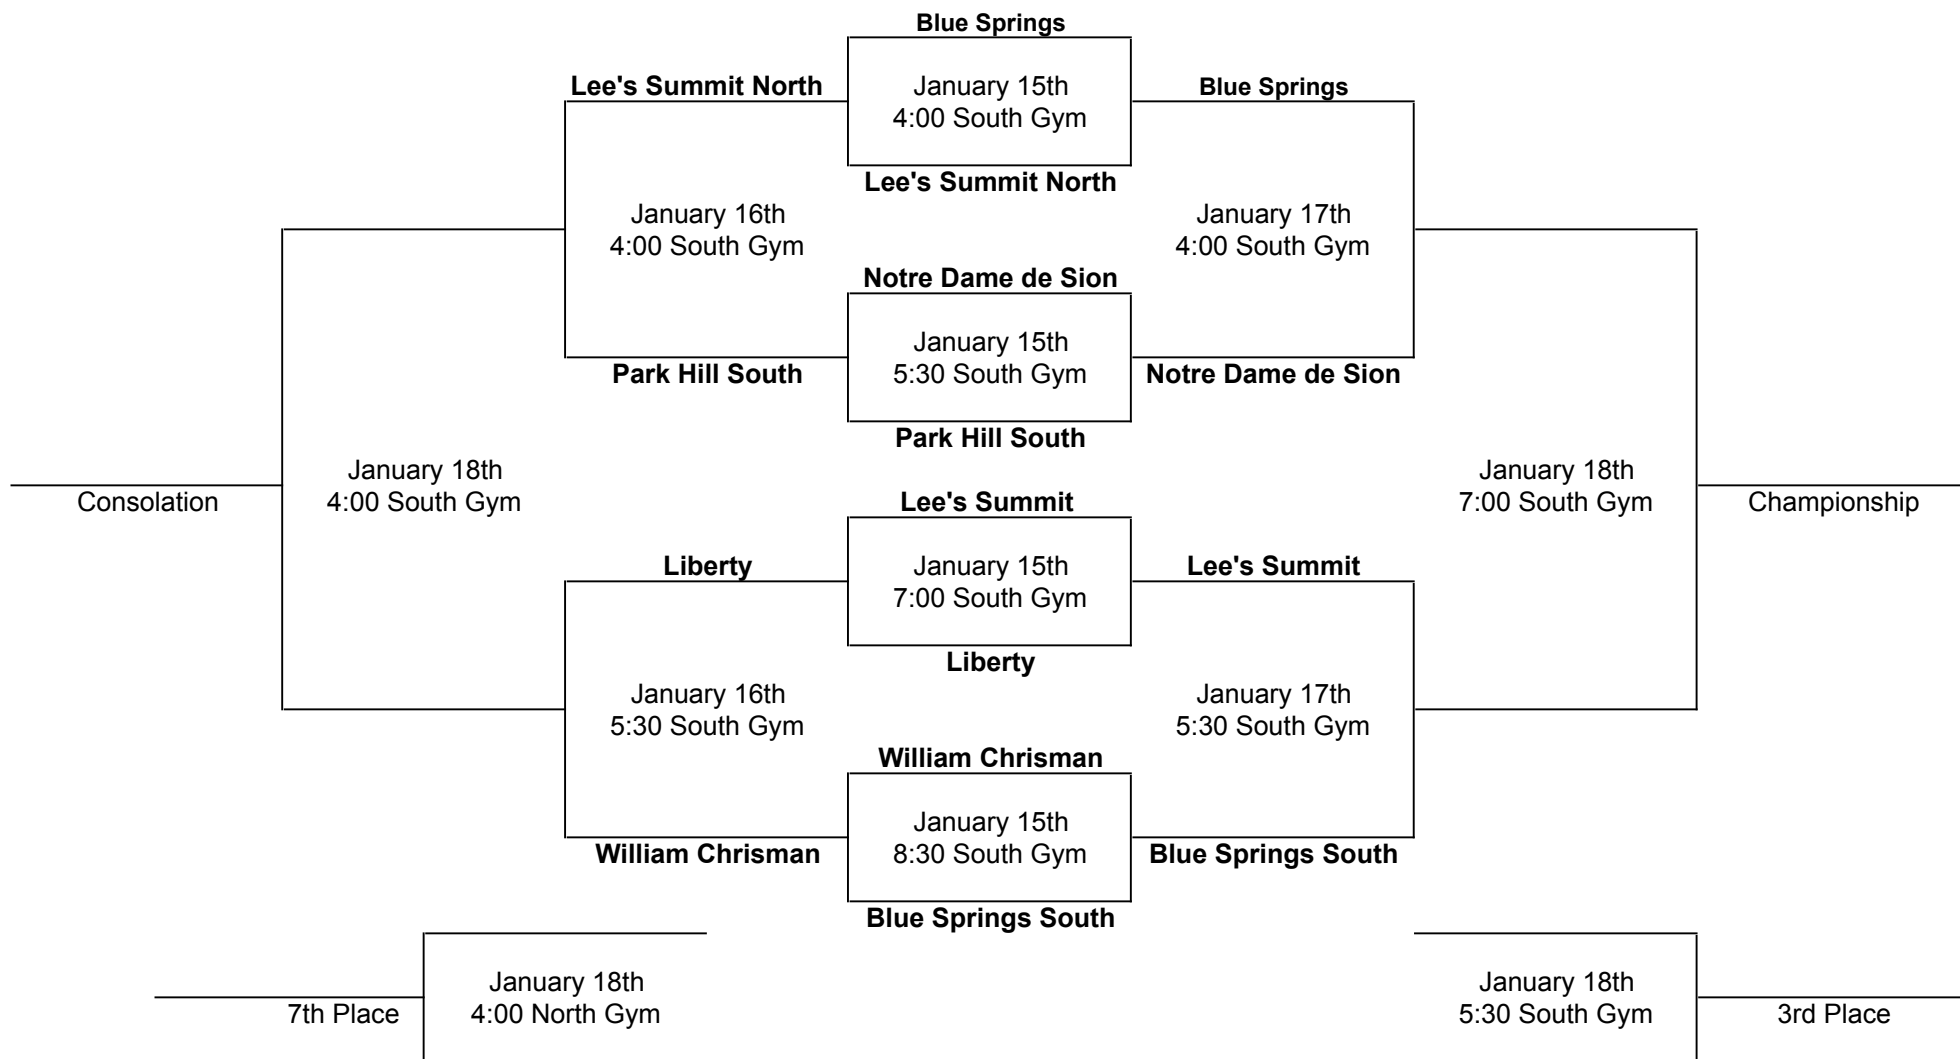 Blue Springs
Lee's Summit North
January 15th
4:00 South Gym
Blue Springs
Lee's Summit North
January 16th
4:00 South Gym
January 17th
4:00 South Gym
Notre Dame de Sion
January 15th
5:30 South Gym
Park Hill South
Notre Dame de Sion
Park Hill South
January 18th
4:00 South Gym
Consolation
January 18th
7:00 South Gym
Championship
Lee's Summit
Liberty
January 15th
7:00 South Gym
Lee's Summit
Liberty
January 16th
5:30 South Gym
January 17th
5:30 South Gym
William Chrisman
January 15th
8:30 South Gym
William Chrisman
Blue Springs South
Blue Springs South
January 18th
4:00 North Gym
7th Place
January 18th
5:30 South Gym
3rd Place